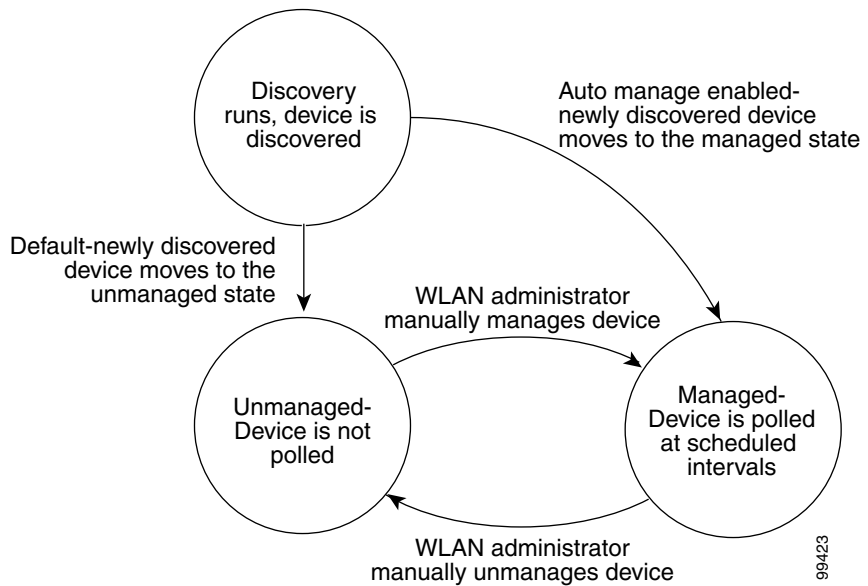 Discovery
runs, device is
discovered
Auto manage enabled-
newly discovered device
moves to the managed state
Default-newly discovered
device moves to the
unmanaged state
WLAN administrator
manually manages device
Unmanaged-
Device is not
polled
Managed-
Device is polled
at scheduled
intervals
WLAN administrator
manually unmanages device
99423